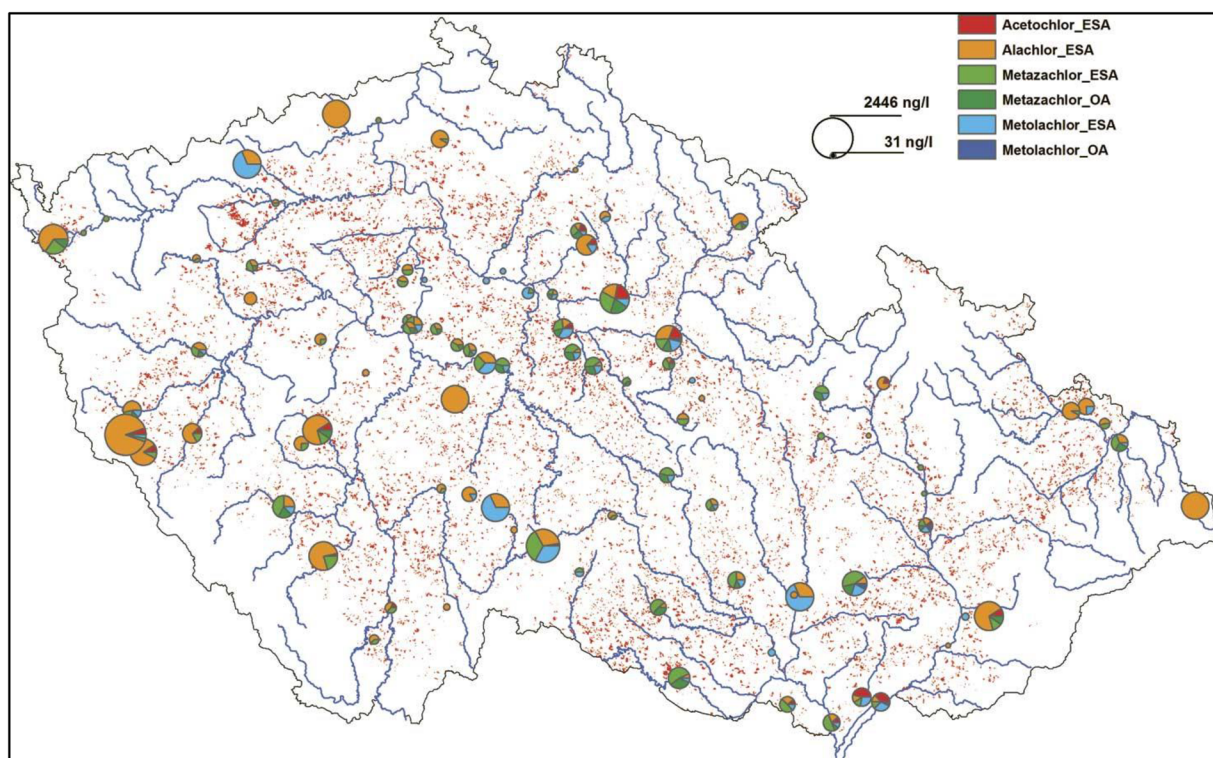 Acetochlor_ESA
Alachlor_ESA
Metazachlor_ESA
Metazachlor_OA
Metolachlor_ESA
Metolachlor_OA
2446 ng/l
31 ng/l